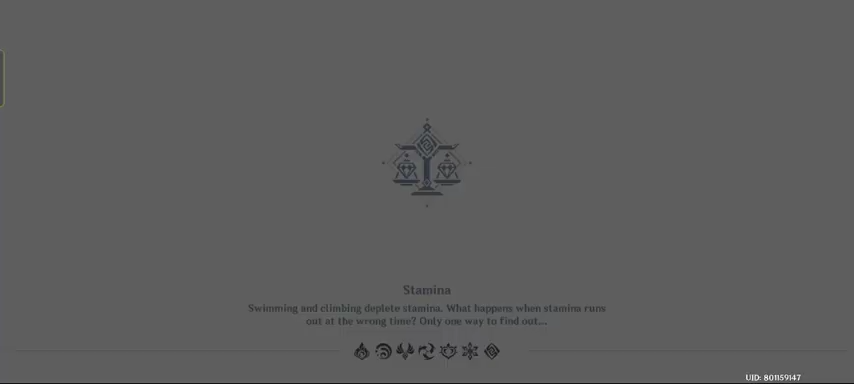 Stamina
Swimming and climbing deplete stamina. What happens when stamina runs
out at the wrong time? Only one way to find out...
UID: 801159147